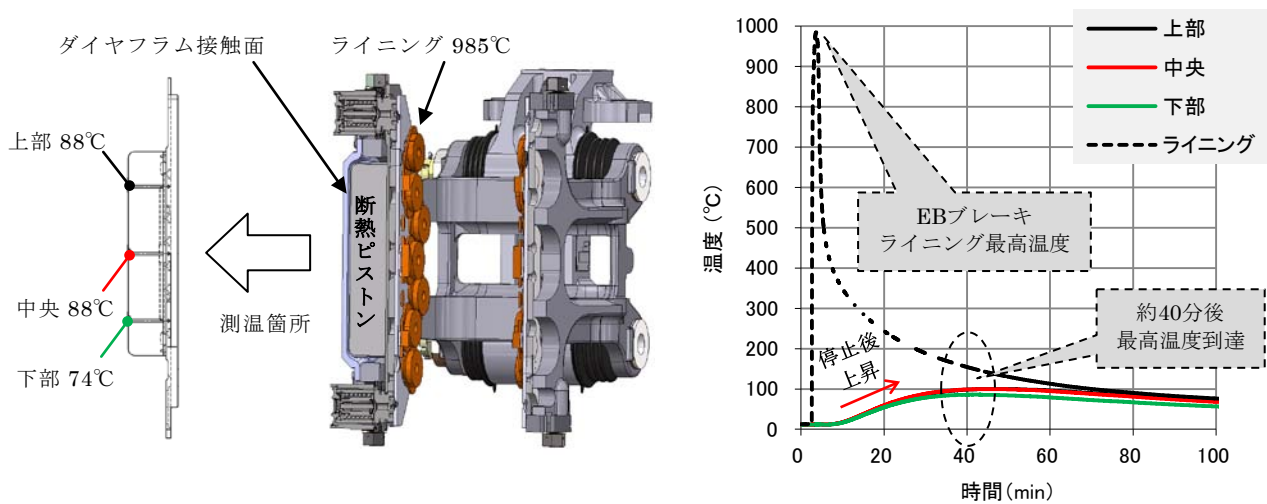 ダイヤフラム接触面
ライニング 985℃
上部 88℃
中央 88℃
下部 74℃
測温箇所
断熱ピストン
温度 (℃)
1000
900
800
700
600
500
400
300
200
100
0
0
20
40
60
80
100
時間(min)
上部
中央
下部
ライニング
EBブレーキ
ライニング最高温度
約40分後
最高温度到達
停止後
上昇